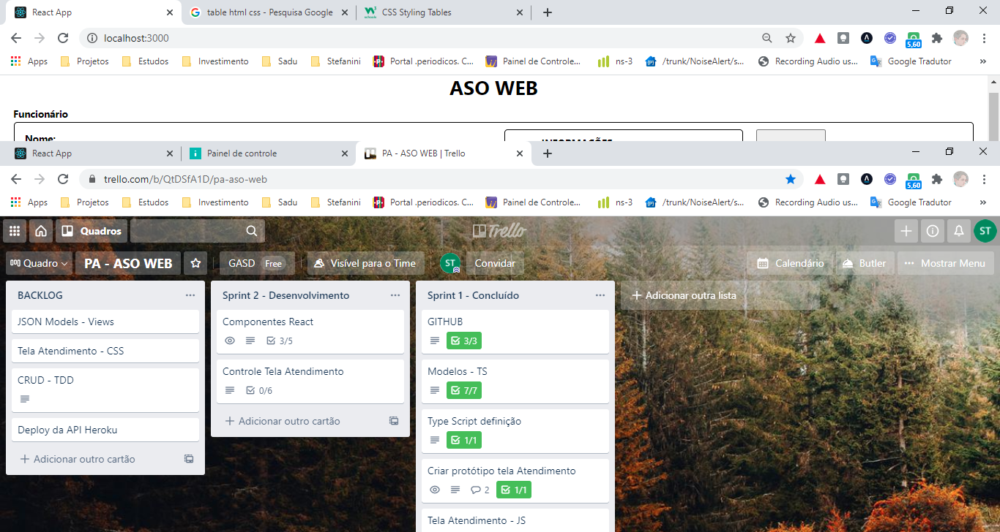 React App
table html css - Pesquisa Google
CSS Styling Tables
localhost:3000
5,60
Apps Projetos Estudos Investimento Sadu Stefanini Portal .periodicos. C... Painel de Controle... ns-3 /trunk/NoiseAlert/s... Recording Audio us... Google Tradutor »
ASO WEB
Funcionário
Nome:
INFORMAÇÕES
React App
Painel de controle
PA - ASO WEB | Trello
trello.com/b/QtDSfA1D/pa-aso-web
5,60
Apps Projetos Estudos Investimento Sadu Stefanini Portal .periodicos. C... Painel de Controle... ns-3 /trunk/NoiseAlert/s... Recording Audio us... Google Tradutor »
Quadros
Trello
ST
Quadro
PA - ASO WEB
GASD Free
Visível para o Time
ST
Convidar
Calendário
Butler
Mostrar Menu
BACKLOG
JSON Models - Views
Tela Atendimento - CSS
CRUD - TDD
Deploy da API Heroku
Adicionar outro cartão
Sprint 2 - Desenvolvimento
Componentes React
3/5
Controle Tela Atendimento
0/6
Adicionar outro cartão
Sprint 1 - Concluído
GITHUB
3/3
Modelos - TS
7/7
Type Script definição
1/1
Criar protótipo tela Atendimento
2 1/1
Tela Atendimento - JS
Adicionar outra lista